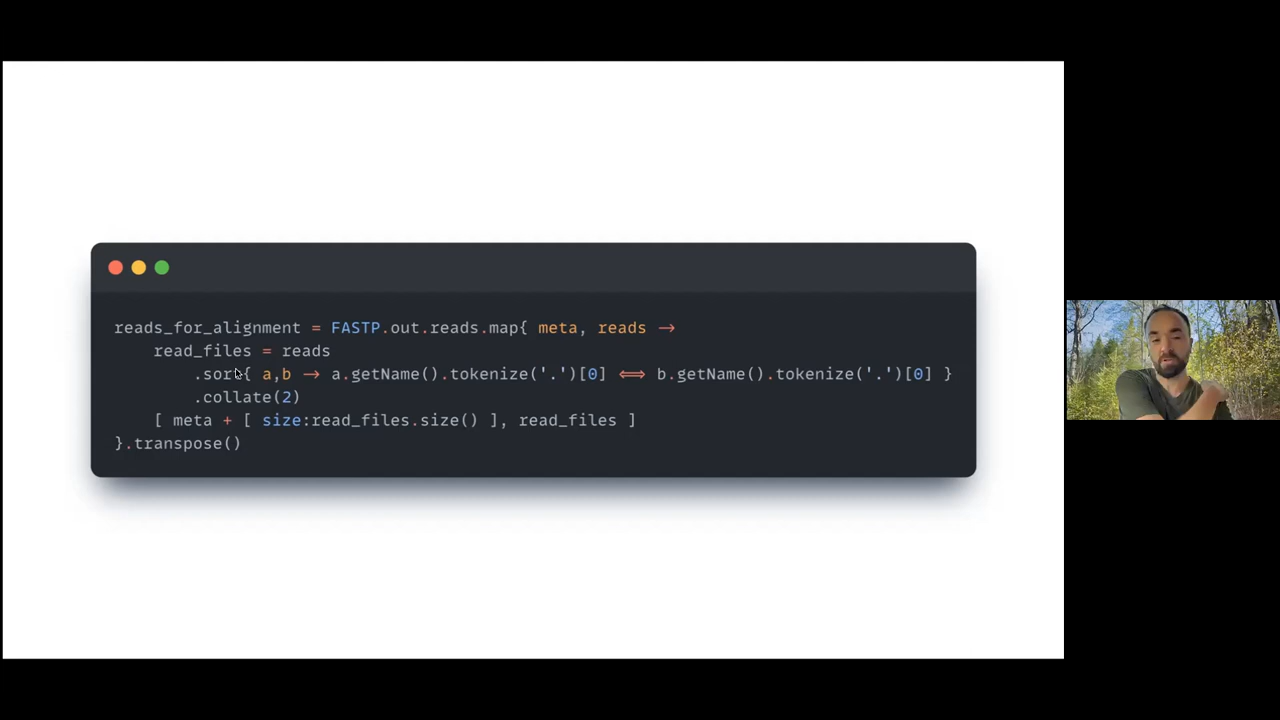 reads_for_alignment = FASTP.out.reads.map{ meta, reads ->
read_files = reads
.sort{ a,b -> a.getName().tokenize('.')[0] <=> b.getName().tokenize('.')[0] }
.collate(2)
[ meta + [ size:read_files.size() ], read_files ]
}.transpose()